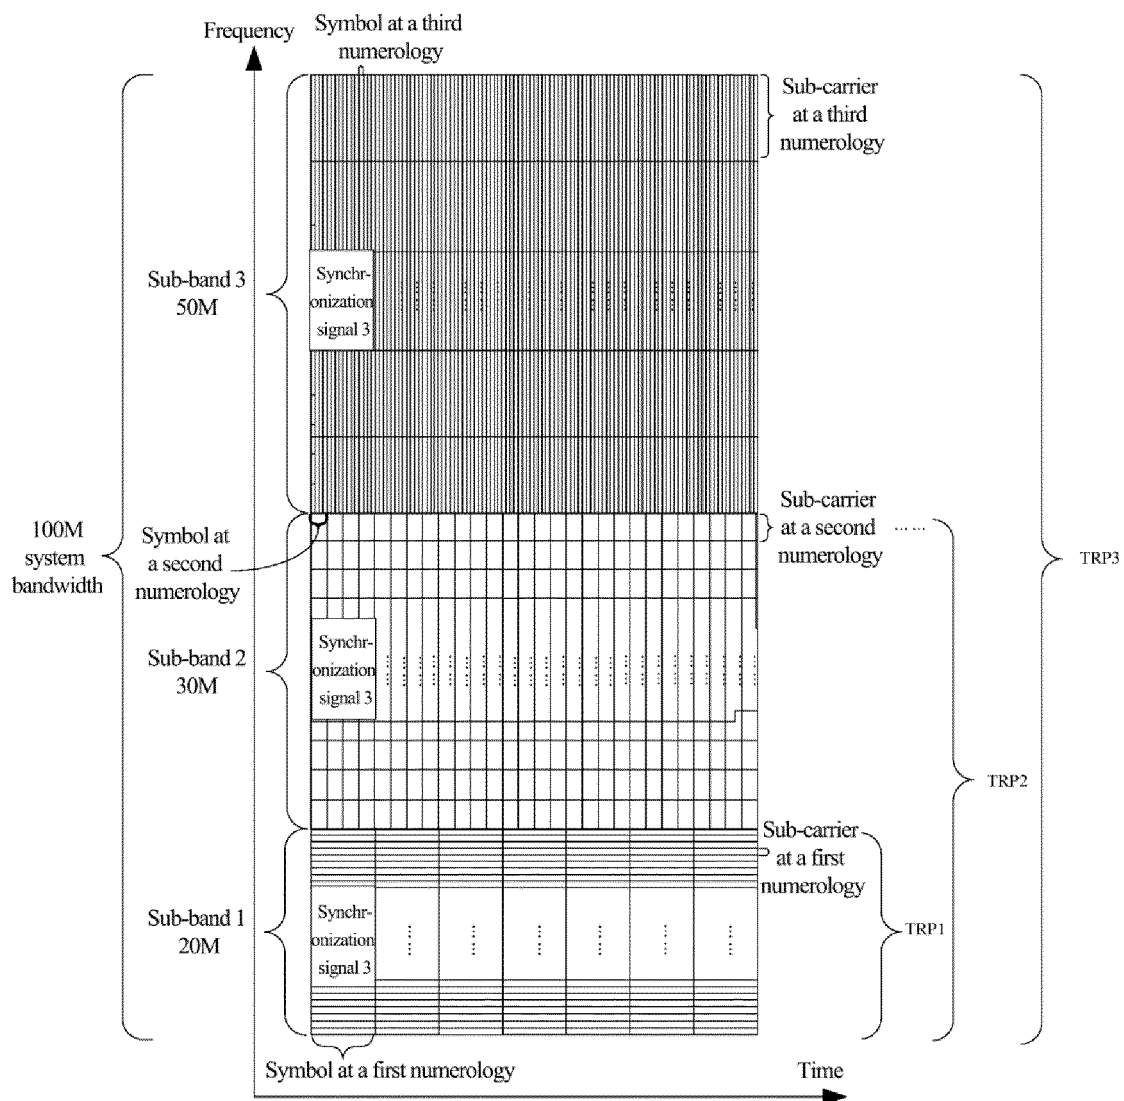 Frequency
Symbol at a third
numerology
Sub-carrier
at a third
numerology
Sub-band 3
50M
Synchr-
onization
signal 3
100M
system
bandwidth
Symbol at
a second
numerology
Sub-carrier
at a second
numerology
... ...
TRP3
Sub-band 2
30M
Synchr-
onization
signal 3
TRP2
Sub-carrier
at a first
numerology
Sub-band 1
20M
Synchr-
onization
signal 3
TRP1
Symbol at a first numerology
Time